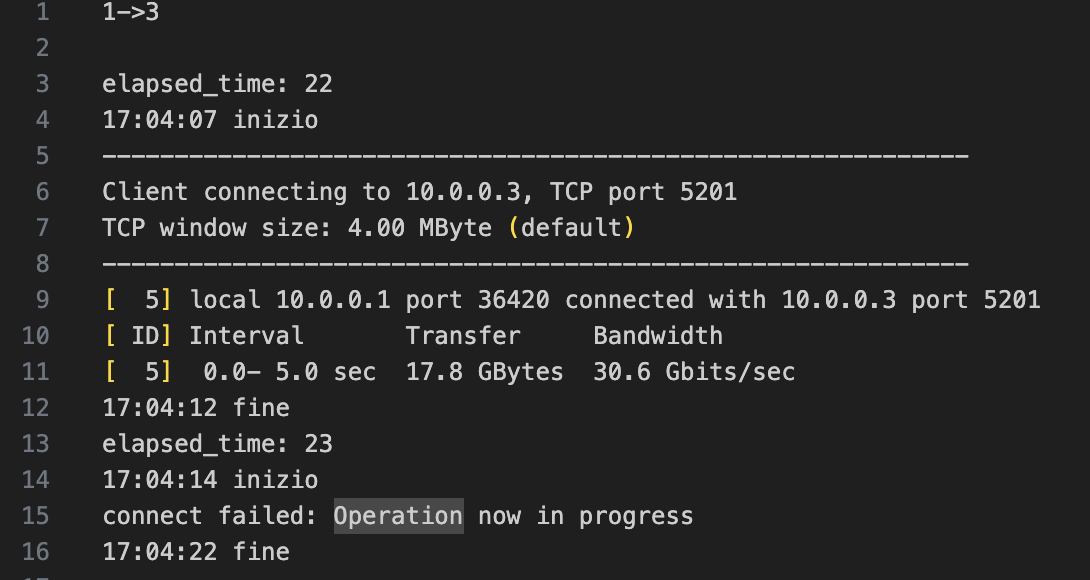 1 1->3
2
3 elapsed_time: 22
4 17:04:07 inizio
5 ------------------------------------------------------------
6 Client connecting to 10.0.0.3, TCP port 5201
7 TCP window size: 4.00 MByte (default)
8 ------------------------------------------------------------
9 [  5] local 10.0.0.1 port 36420 connected with 10.0.0.3 port 5201
10 [ ID] Interval       Transfer     Bandwidth
11 [  5]  0.0- 5.0 sec  17.8 GBytes  30.6 Gbits/sec
12 17:04:12 fine
13 elapsed_time: 23
14 17:04:14 inizio
15 connect failed: Operation now in progress
16 17:04:22 fine